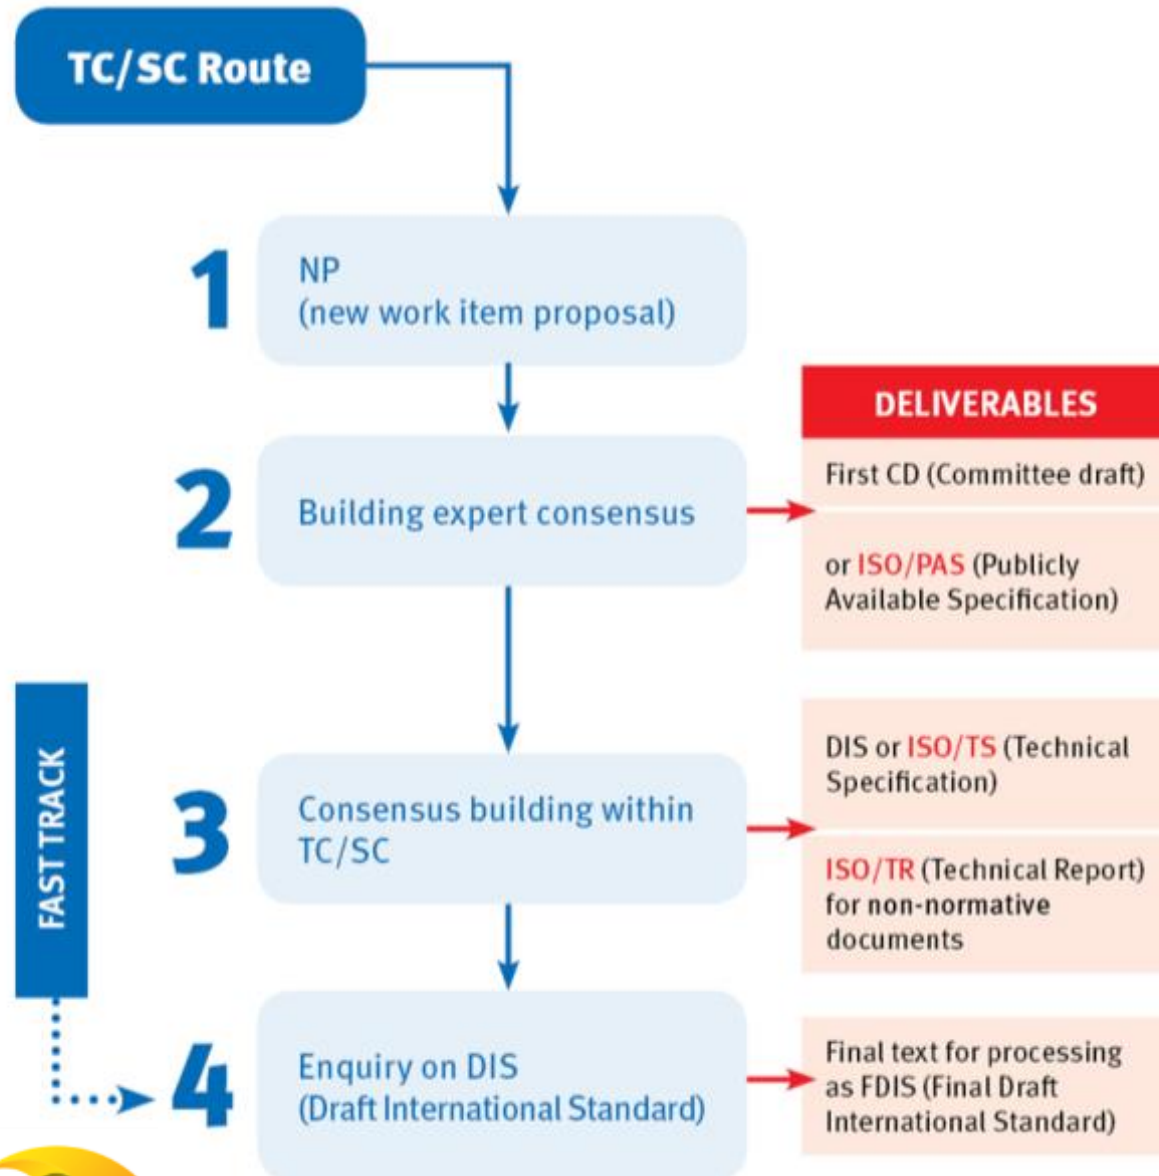 TC/SC Route
1
NP
(new work item proposal)
2
Building expert consensus
DELIVERABLES
First CD (Committee draft)
or ISO/PAS (Publicly
Available Specification)
FAST TRACK
3
Consensus building within
TC/SC
DIS or ISO/TS (Technical
Specification)
ISO/TR (Technical Report)
for non-normative
documents
4
Enquiry on DIS
(Draft International Standard)
Final text for processing
as FDIS (Final Draft
International Standard)